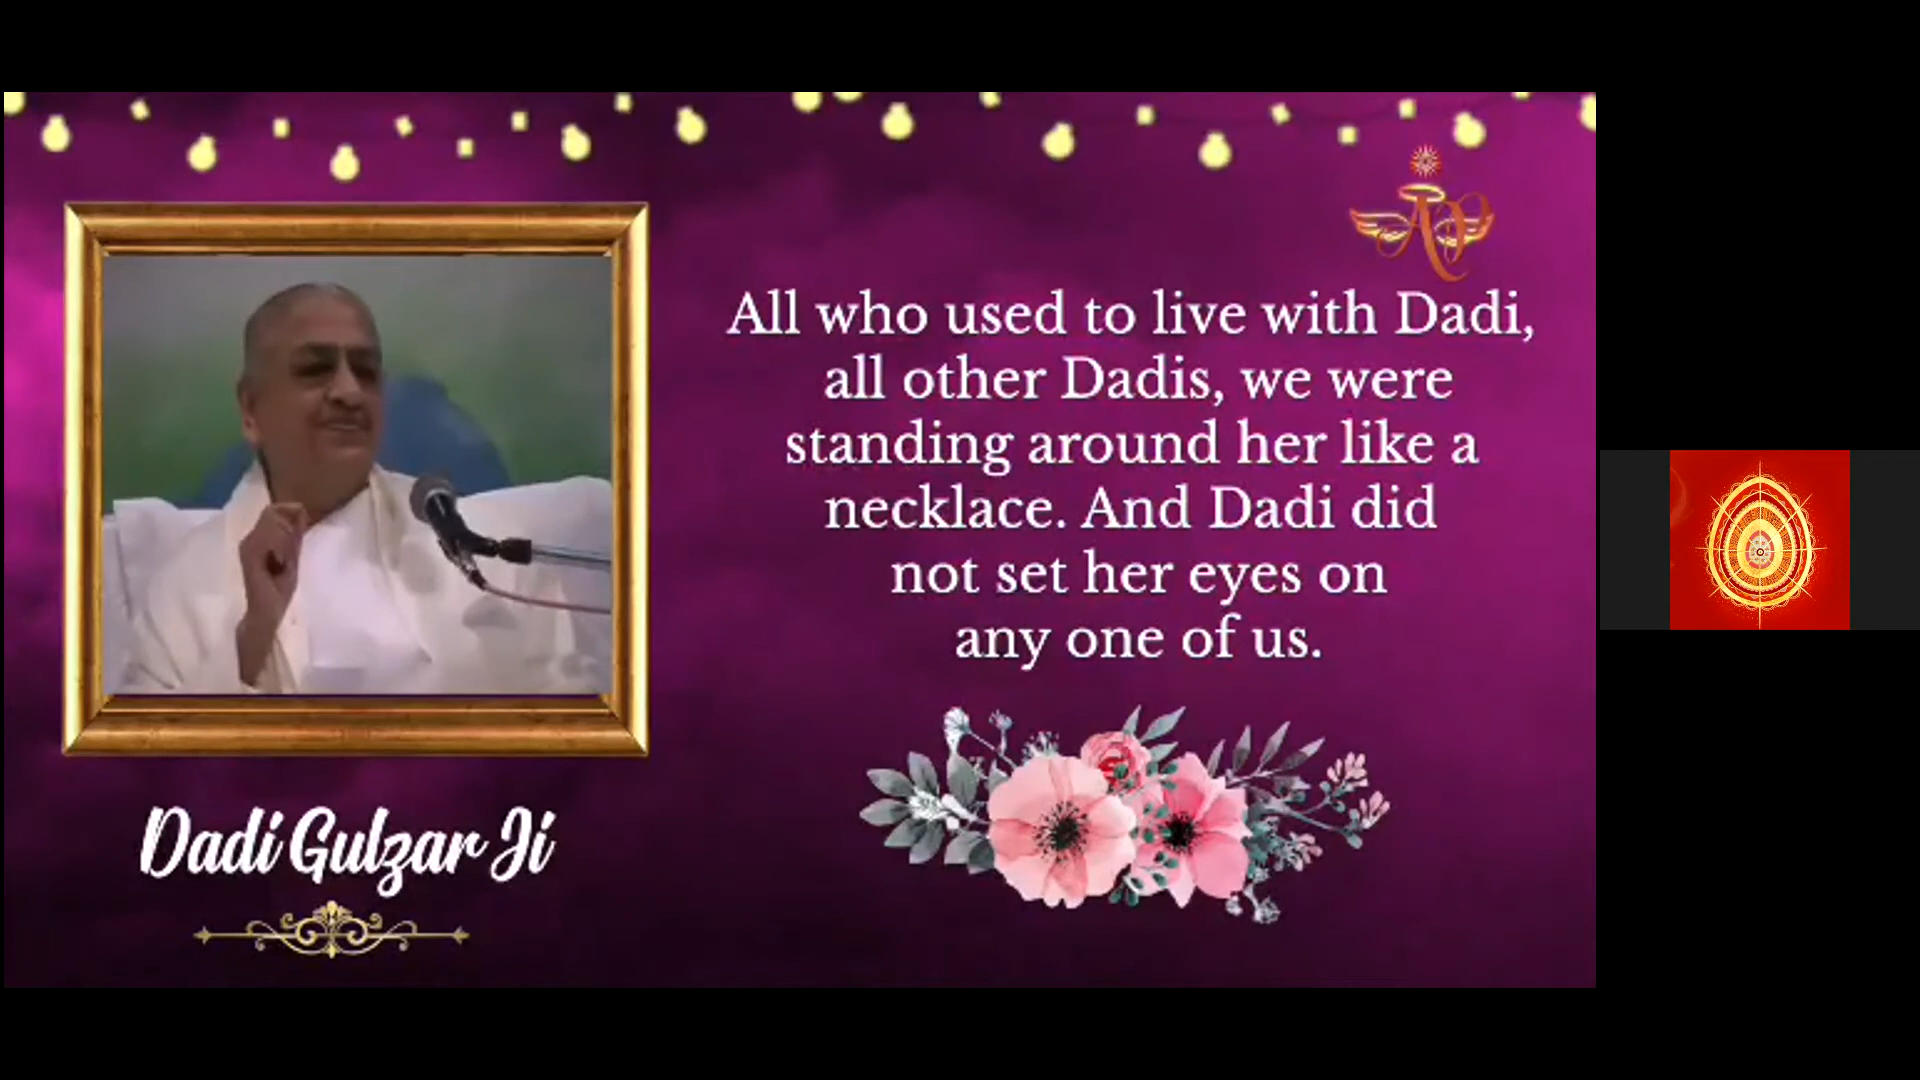 All who used to live with Dadi,
all other Dadis, we were
standing around her like a
necklace. And Dadi did
not set her eyes on
any one of us.
Dadi Gulzar Ji